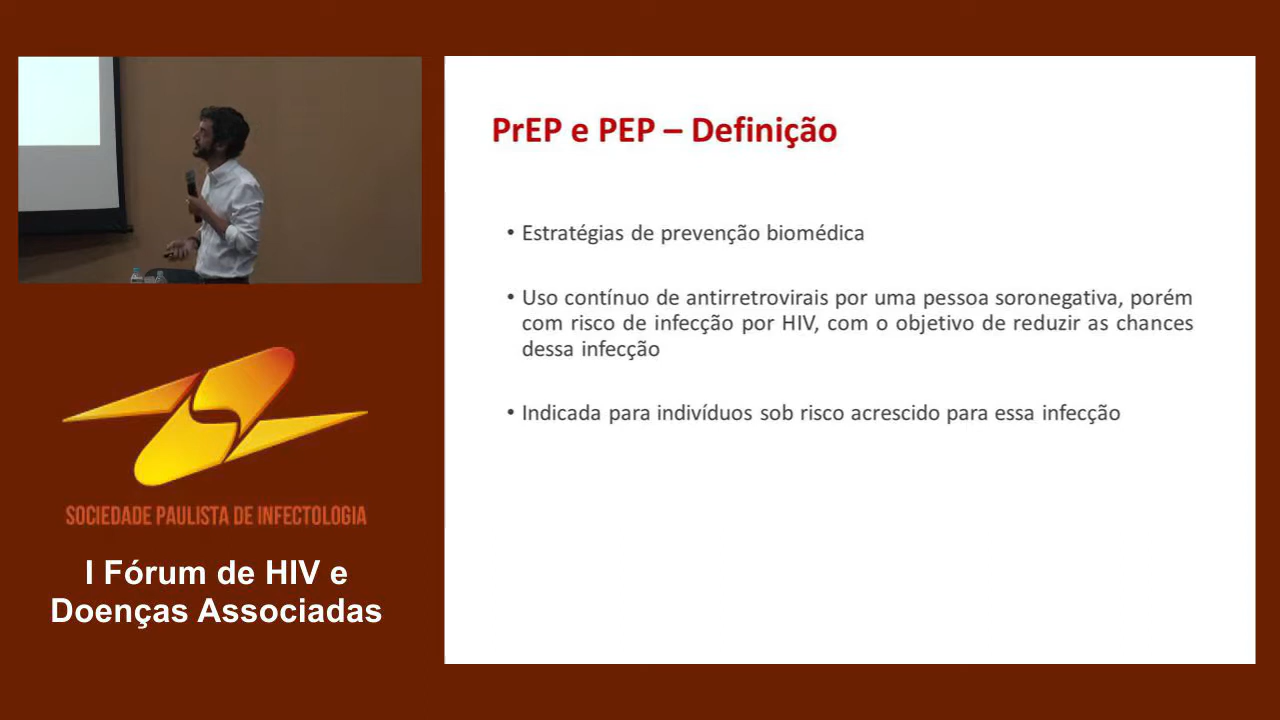 PrEP e PEP – Definição
• Estratégias de prevenção biomédica
• Uso contínuo de antirretrovirais por uma pessoa soronegativa, porém
com risco de infecção por HIV, com o objetivo de reduzir as chances
dessa infecção
• Indicada para indivíduos sob risco acrescido para essa infecção
SOCIEDADE PAULISTA DE INFECTOLOGIA
I Fórum de HIV e
Doenças Associadas